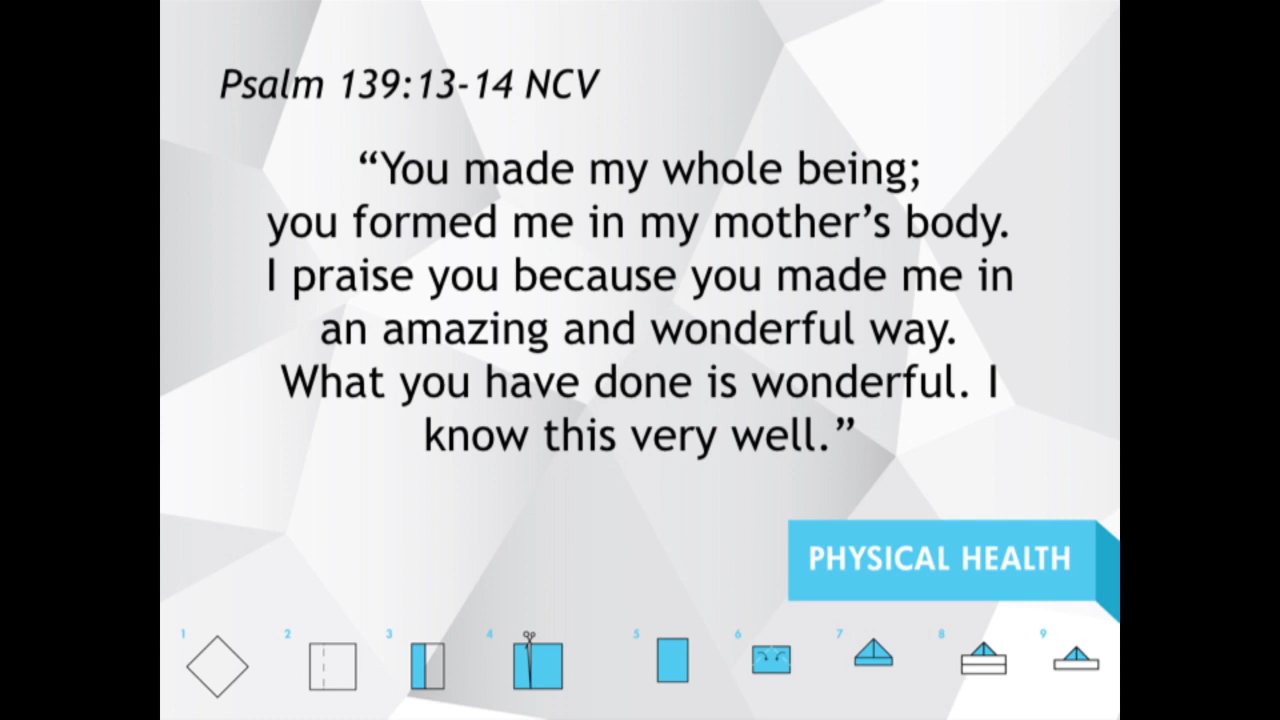 Psalm 139:13-14 NCV
“You made my whole being;
you formed me in my mother’s body.
I praise you because you made me in
an amazing and wonderful way.
What you have done is wonderful. I
know this very well.”
PHYSICAL HEALTH
1 2 3 4 5 6 7 8 9